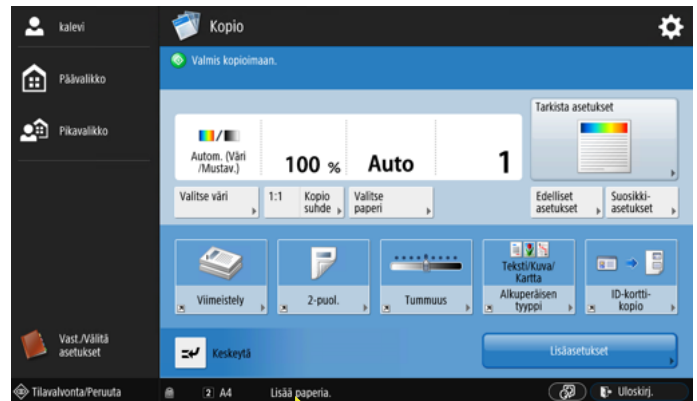 kalevi
Kopio
Valmis kopioimaan.
Päävalikko
Pikavalikko
Tarkista asetukset
Autom. (Väri
/Mustav.)
100 %
Auto
1
Valitse väri
1:1
Kopio
suhde
Valitse
paperi
Edelliset
asetukset
Suosikki-
asetukset
Viimeistely
2-puol.
Tummuus
Teksti/Kuva/
Kartta
Alkuperäisen
tyyppi
ID-kortti-
kopio
Vast./Välitä
asetukset
Keskeytä
Lisäasetukset
Tilavalvonta/Peruuta
2 A4
Lisää paperia.
Uloskirj.